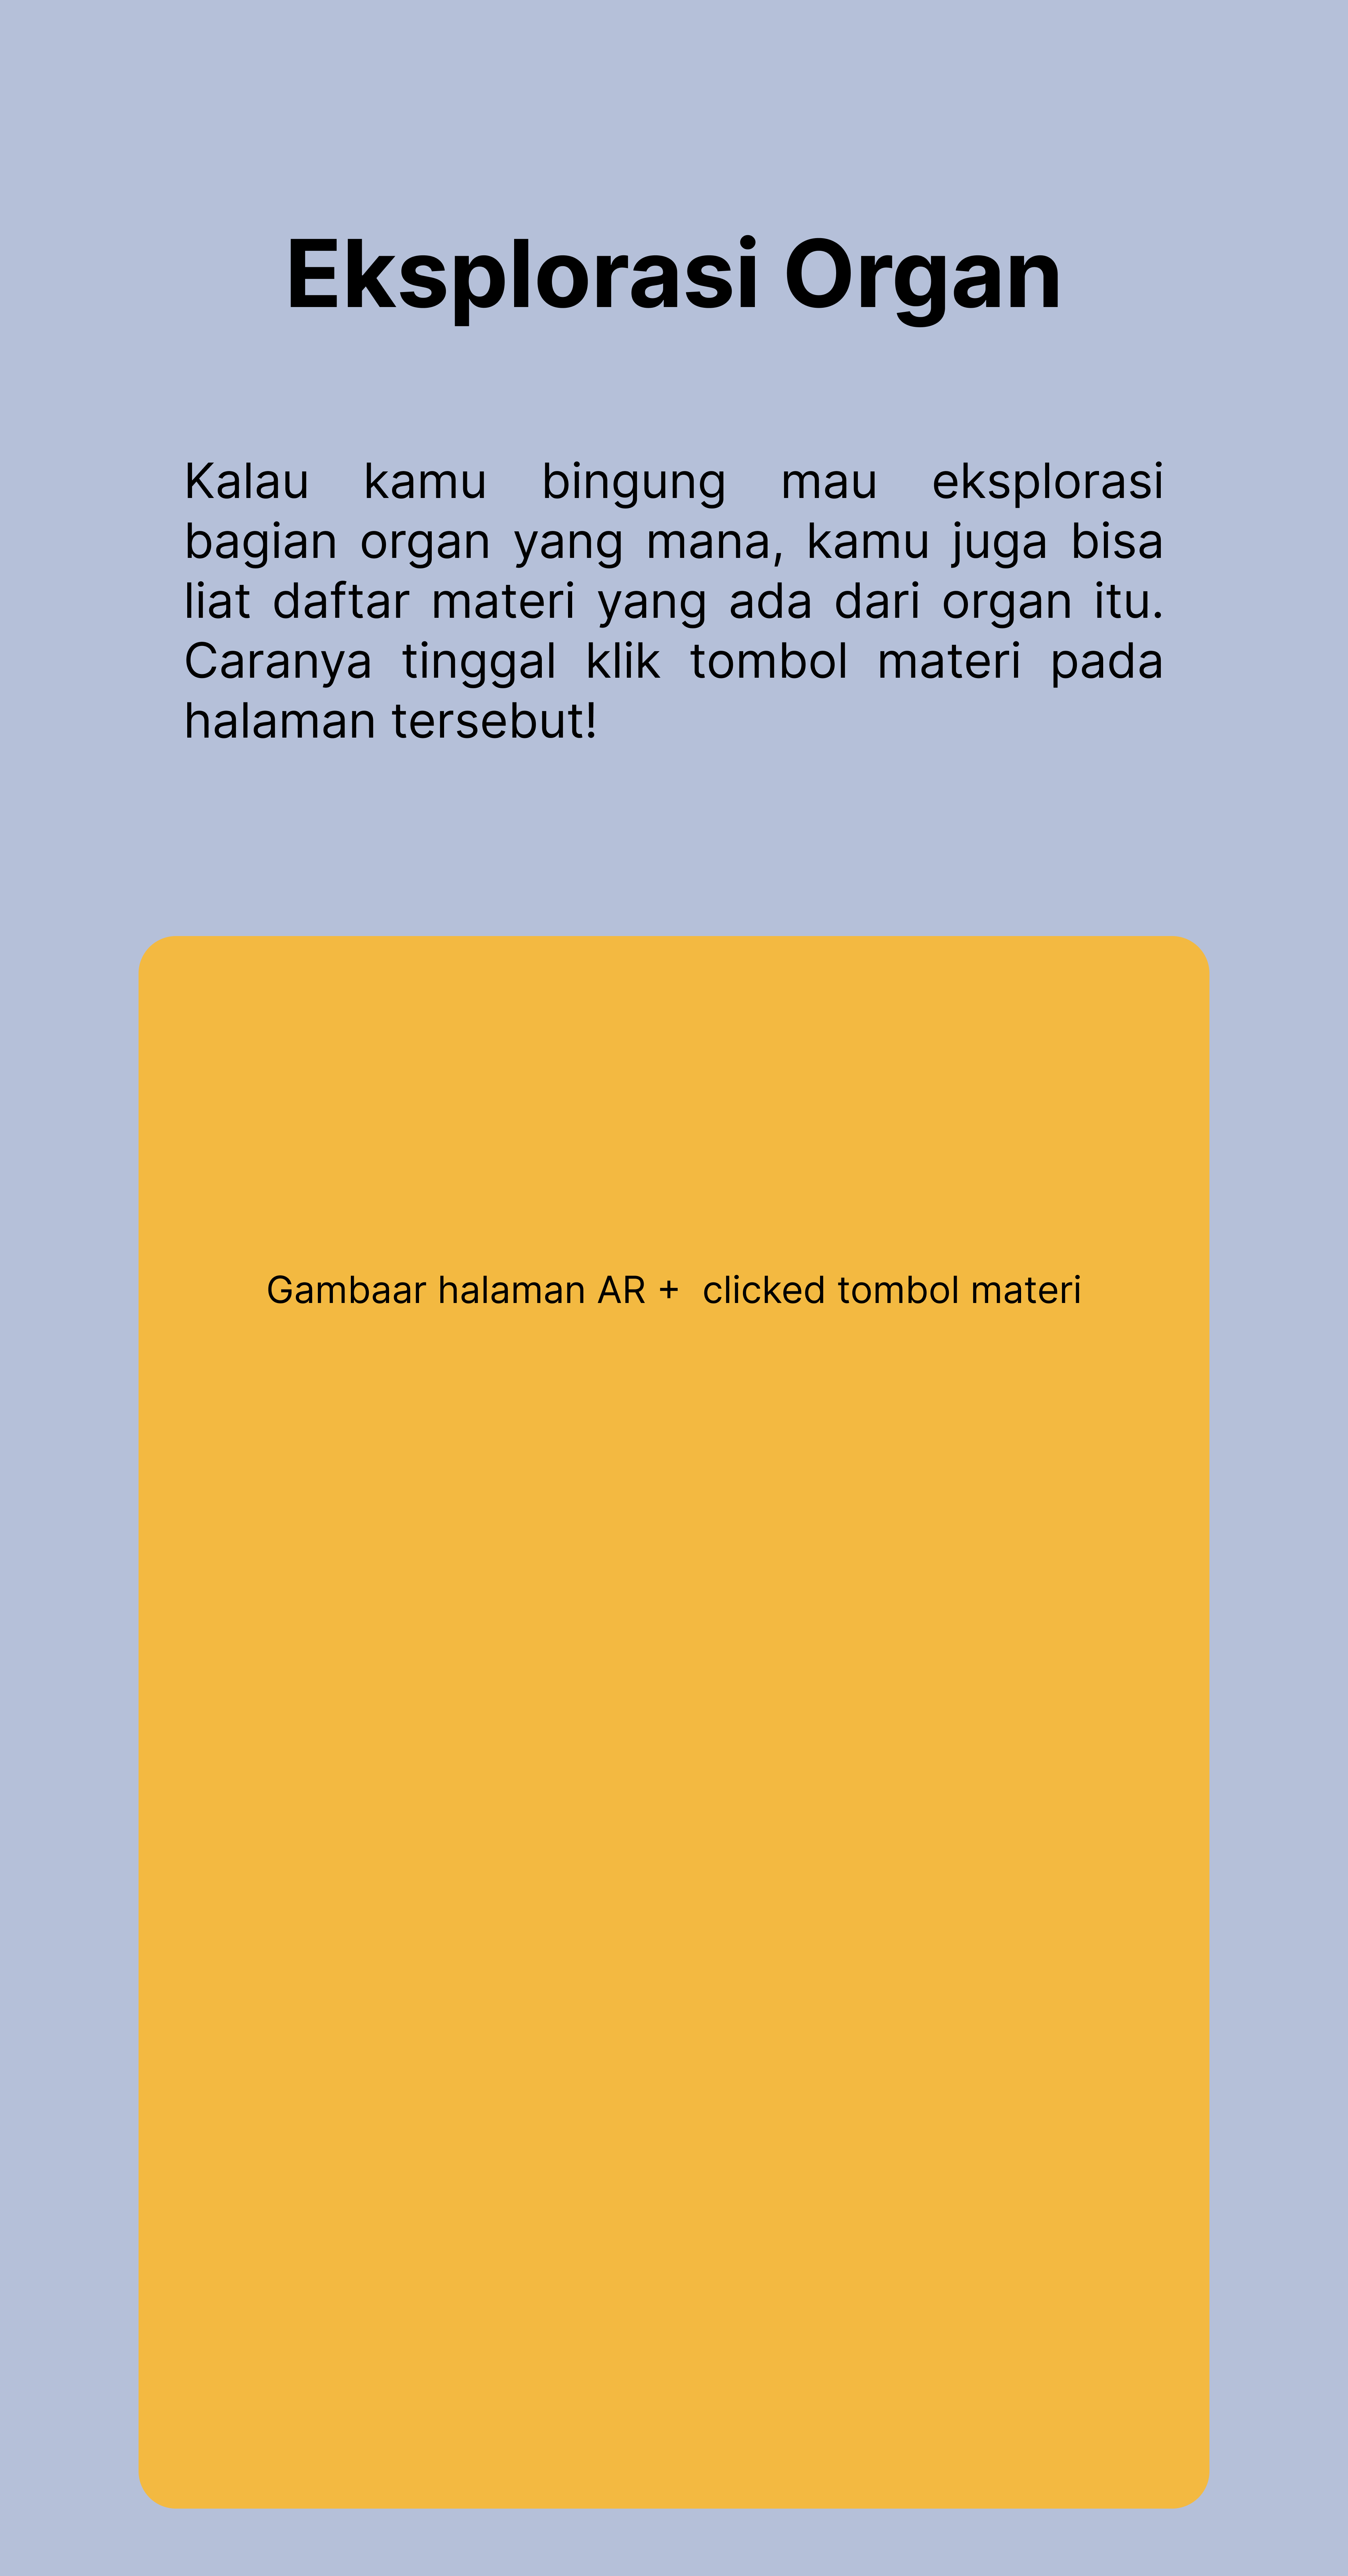 Eksplorasi Organ
Kalau kamu bingung mau eksplorasi
bagian organ yang mana, kamu juga bisa
liat daftar materi yang ada dari organ itu.
Caranya tinggal klik tombol materi pada
halaman tersebut!
Gambaar halaman AR +  clicked tombol materi